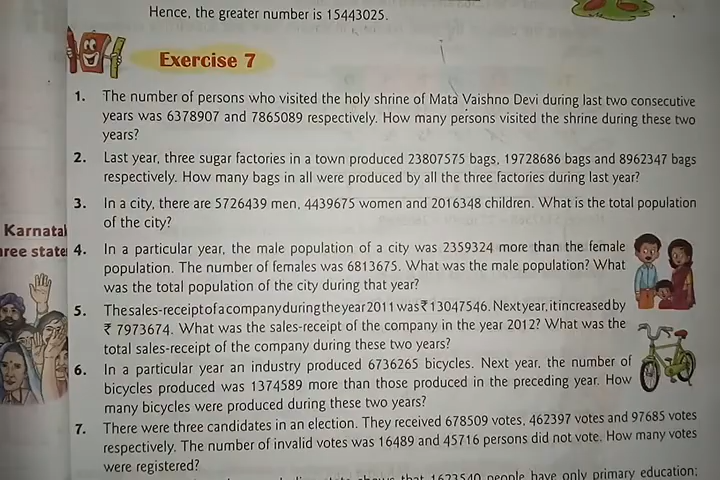 Hence, the greater number is 15443025.
Exercise 7
1. The number of persons who visited the holy shrine of Mata Vaishno Devi during last two consecutive
years was 6378907 and 7865089 respectively. How many persons visited the shrine during these two
years?
2. Last year, three sugar factories in a town produced 23807575 bags, 19728686 bags and 8962347 bags
respectively. How many bags in all were produced by all the three factories during last year?
3. In a city, there are 5726439 men, 4439675 women and 2016348 children. What is the total population
of the city?
Karnatak
hree state
4. In a particular year, the male population of a city was 2359324 more than the female
population. The number of females was 6813675. What was the male population? What
was the total population of the city during that year?
5. The sales-receipt of a company during the year 2011 was ₹ 13047546. Next year, it increased by
₹ 7973674. What was the sales-receipt of the company in the year 2012? What was the
total sales-receipt of the company during these two years?
6. In a particular year an industry produced 6736265 bicycles. Next year, the number of
bicycles produced was 1374589 more than those produced in the preceding year. How
many bicycles were produced during these two years?
7. There were three candidates in an election. They received 678509 votes, 462397 votes and 97685 votes
respectively. The number of invalid votes was 16489 and 45716 persons did not vote. How many votes
were registered?
shows that 1623540 people have only primary education;